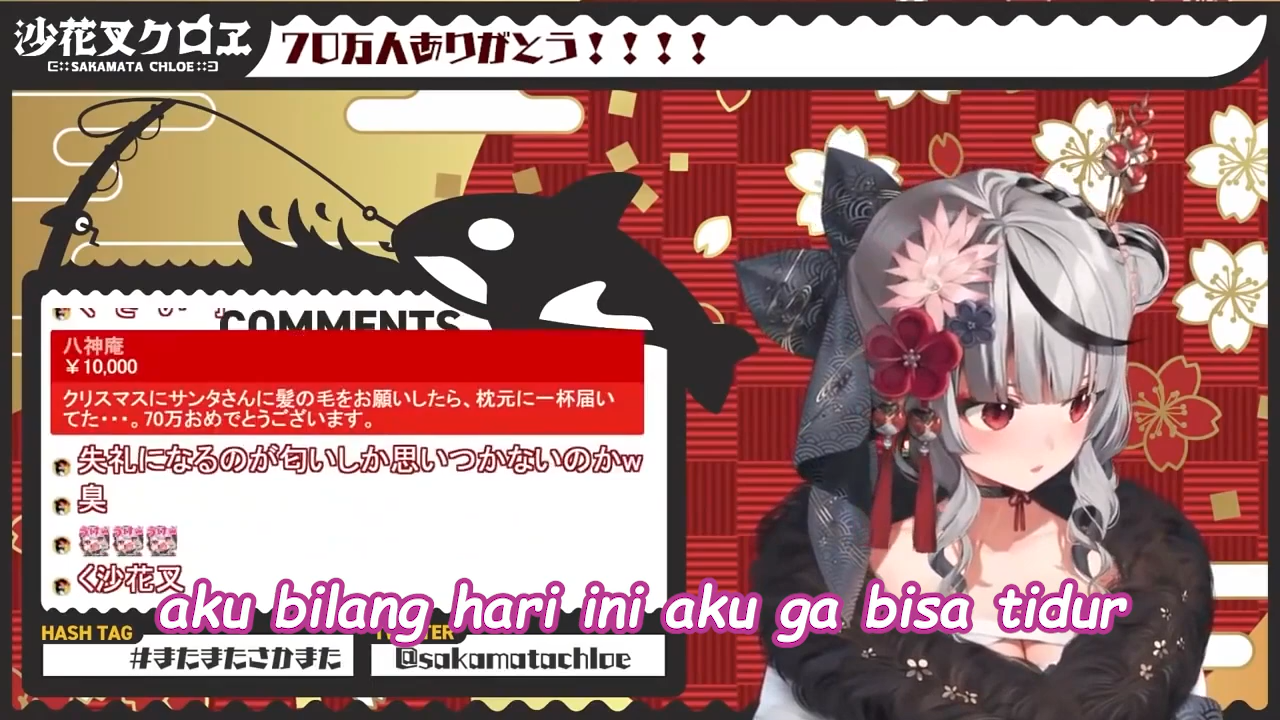 沙花叉クロヱ
SAKAMATA CHLOE
70万人ありがとう！！！！
COMMENTS
八神庵
￥10,000
クリスマスにサンタさんに髪の毛をお願いしたら、枕元に一杯届い
てた･･･。70万おめでとうございます。
失礼になるのが匂いしか思いつかないのかw
臭
く沙花叉
aku bilang hari ini aku ga bisa tidur
HASH TAG
#またまたさかまた
@sakamatachloe